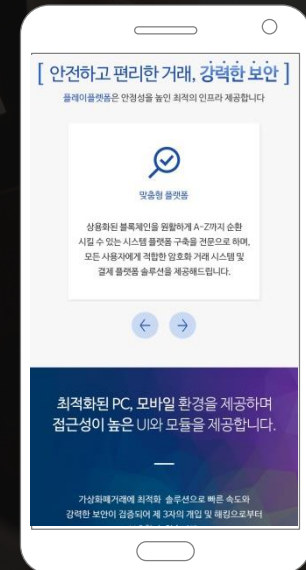 [ 안전하고 편리한 거래, 강력한 보안 ]
플레이플랫폼은 안정성을 높인 최적의 인프라 제공합니다
맞춤형 플랫폼
상용화된 블록체인을 원활하게 A-Z까지 순환
시킬 수 있는 시스템 플랫폼 구축을 전문으로 하며,
모든 사용자에게 적합한 암호화 거래 시스템 및
결제 플랫폼 솔루션을 제공해드립니다.
최적화된 PC, 모바일 환경을 제공하며
접근성이 높은 UI와 모듈을 제공합니다.
가상화폐거래에 최적화 솔루션으로 빠른 속도와
강력한 보안이 검증되어 제 3자의 개입 및 해킹으로부터